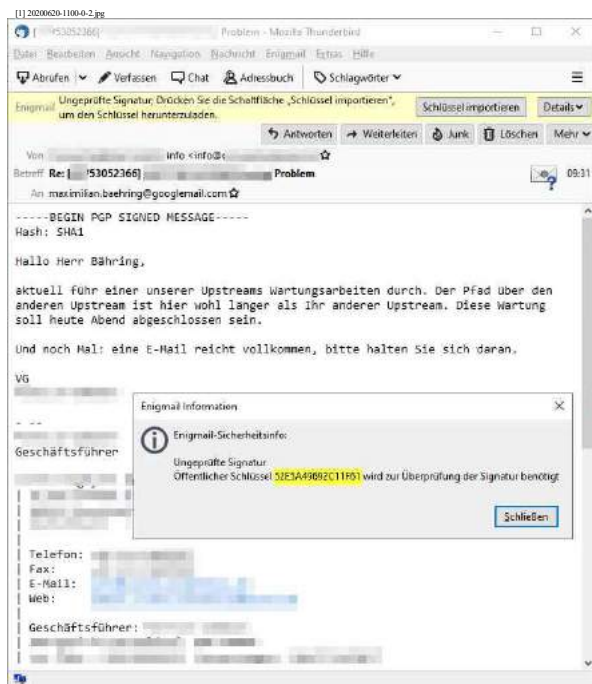 [1] 20200620-1100-0-2.jpg
53052366] Problem - Mozilla Thunderbird
Datei Bearbeiten Ansicht Navigation Nachricht Enigmail Extras Hilfe
Abrufen Verfassen Chat Adressbuch Schlagwörter
Enigmail Ungeprüfte Signatur; Drücken Sie die Schaltfläche „Schlüssel importieren“, um den Schlüssel herunterzuladen. Schlüssel importieren Details
Antworten Weiterleiten Junk Löschen Mehr
Von info <info@
Betreff Re: [ 53052366] Problem 09:31
An maximilian.baehring@googlemail.com
-----BEGIN PGP SIGNED MESSAGE-----
Hash: SHA1
Hallo Herr Bähring,
aktuell führ einer unserer Upstreams Wartungsarbeiten durch. Der Pfad über den
anderen Upstream ist hier wohl länger als Ihr anderer Upstream. Diese Wartung
soll heute Abend abgeschlossen sein.
Und noch Mal: eine E-Mail reicht vollkommen, bitte halten Sie sich daran.
VG
- --
Geschäftsführer
Enigmail Information
Enigmail-Sicherheitsinfo:
Ungeprüfte Signatur
Öffentlicher Schlüssel wird zur Überprüfung der Signatur benötigt
Schließen
| Telefon:
| Fax:
| E-Mail:
| Web:
|
| Geschäftsführer: